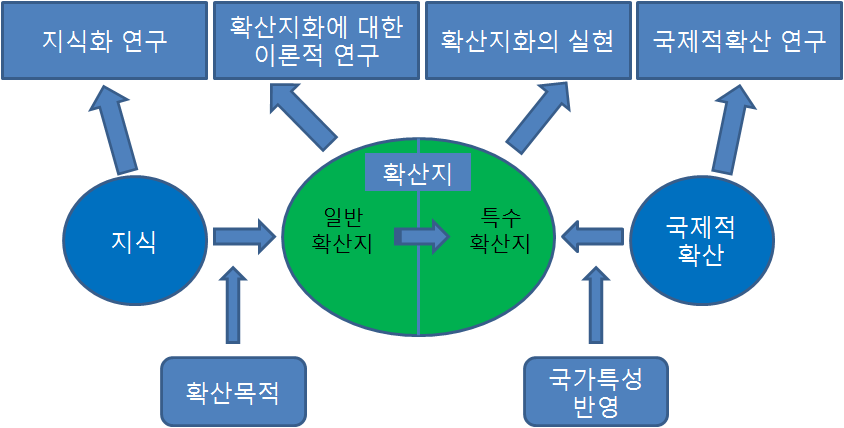 지식화 연구
확산지화에 대한
이론적 연구
확산지화의 실현
국제적확산 연구
확산지
지식
일반
확산지
특수
확산지
국제적
확산
확산목적
국가특성
반영